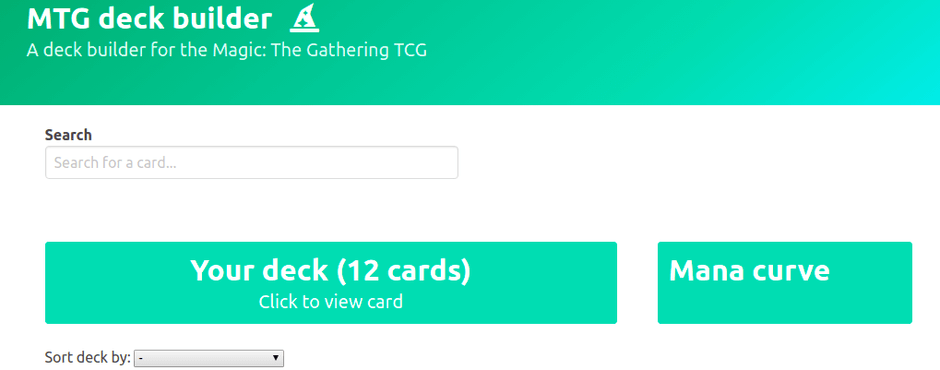 MTG deck builder
A deck builder for the Magic: The Gathering TCG
Search
Search for a card...
Your deck (12 cards)
Click to view card
Mana curve
Sort deck by: -